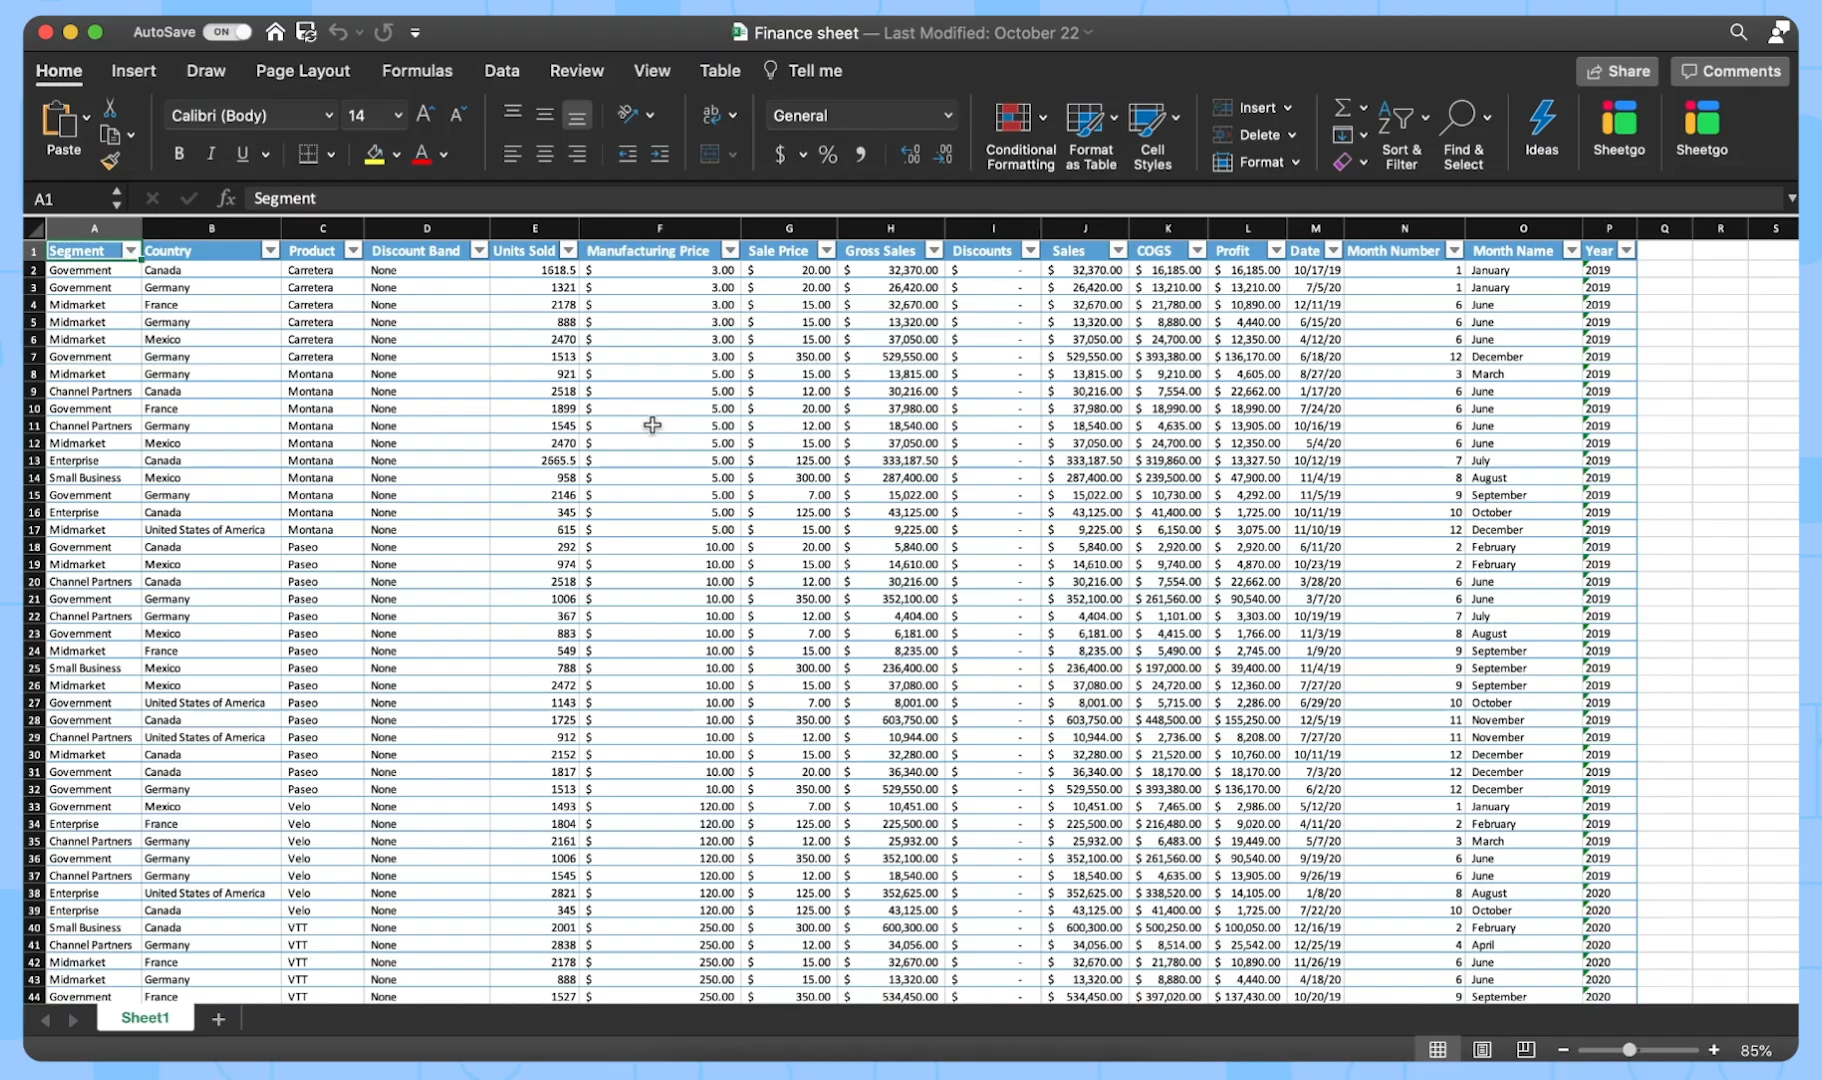 AutoSave ON Finance sheet — Last Modified: October 22
Home Insert Draw Page Layout Formulas Data Review View Table Tell me Share Comments
Paste Calibri (Body) 14 General Conditional Formatting Format as Table Cell Styles Insert Delete Format Sort & Filter Find & Select Ideas Sheetgo Sheetgo
A1 fx Segment
A B C D E F G H I J K L M N O P Q R S
1 Segment Country Product Discount Band Units Sold Manufacturing Price Sale Price Gross Sales Discounts Sales COGS Profit Date Month Number Month Name Year
2 Government Canada Carretera None 1618.5 $ 3.00 $ 20.00 $ 32,370.00 $ - $ 32,370.00 $ 16,185.00 $ 16,185.00 10/17/19 1 January 2019
3 Government Germany Carretera None 1321 $ 3.00 $ 20.00 $ 26,420.00 $ - $ 26,420.00 $ 13,210.00 $ 13,210.00 7/5/20 1 January 2019
4 Midmarket France Carretera None 2178 $ 3.00 $ 15.00 $ 32,670.00 $ - $ 32,670.00 $ 21,780.00 $ 10,890.00 12/11/19 6 June 2019
5 Midmarket Germany Carretera None 888 $ 3.00 $ 15.00 $ 13,320.00 $ - $ 13,320.00 $ 8,880.00 $ 4,440.00 6/15/20 6 June 2019
6 Midmarket Mexico Carretera None 2470 $ 3.00 $ 15.00 $ 37,050.00 $ - $ 37,050.00 $ 24,700.00 $ 12,350.00 4/12/20 6 June 2019
7 Government Germany Carretera None 1513 $ 3.00 $ 350.00 $ 529,550.00 $ - $ 529,550.00 $ 393,380.00 $ 136,170.00 6/18/20 12 December 2019
8 Midmarket Germany Montana None 921 $ 5.00 $ 15.00 $ 13,815.00 $ - $ 13,815.00 $ 9,210.00 $ 4,605.00 8/27/20 3 March 2019
9 Channel Partners Canada Montana None 2518 $ 5.00 $ 12.00 $ 30,216.00 $ - $ 30,216.00 $ 7,554.00 $ 22,662.00 1/17/20 6 June 2019
10 Government France Montana None 1899 $ 5.00 $ 20.00 $ 37,980.00 $ - $ 37,980.00 $ 18,990.00 $ 18,990.00 7/24/20 6 June 2019
11 Channel Partners Germany Montana None 1545 $ 5.00 $ 12.00 $ 18,540.00 $ - $ 18,540.00 $ 4,635.00 $ 13,905.00 10/16/19 6 June 2019
12 Midmarket Mexico Montana None 2470 $ 5.00 $ 15.00 $ 37,050.00 $ - $ 37,050.00 $ 24,700.00 $ 12,350.00 5/4/20 6 June 2019
13 Enterprise Canada Montana None 2665.5 $ 5.00 $ 125.00 $ 333,187.50 $ - $ 333,187.50 $ 319,860.00 $ 13,327.50 10/12/19 7 July 2019
14 Small Business Mexico Montana None 958 $ 5.00 $ 300.00 $ 287,400.00 $ - $ 287,400.00 $ 239,500.00 $ 47,900.00 11/4/19 8 August 2019
15 Government Germany Montana None 2146 $ 5.00 $ 7.00 $ 15,022.00 $ - $ 15,022.00 $ 10,730.00 $ 4,292.00 11/5/19 9 September 2019
16 Enterprise Canada Montana None 345 $ 5.00 $ 125.00 $ 43,125.00 $ - $ 43,125.00 $ 41,400.00 $ 1,725.00 10/11/19 10 October 2019
17 Midmarket United States of America Montana None 615 $ 5.00 $ 15.00 $ 9,225.00 $ - $ 9,225.00 $ 6,150.00 $ 3,075.00 11/10/19 12 December 2019
18 Government Canada Paseo None 292 $ 10.00 $ 20.00 $ 5,840.00 $ - $ 5,840.00 $ 2,920.00 $ 2,920.00 6/11/20 2 February 2019
19 Midmarket Mexico Paseo None 974 $ 10.00 $ 15.00 $ 14,610.00 $ - $ 14,610.00 $ 9,740.00 $ 4,870.00 10/23/19 2 February 2019
20 Channel Partners Canada Paseo None 2518 $ 10.00 $ 12.00 $ 30,216.00 $ - $ 30,216.00 $ 7,554.00 $ 22,662.00 3/28/20 6 June 2019
21 Government Germany Paseo None 1006 $ 10.00 $ 350.00 $ 352,100.00 $ - $ 352,100.00 $ 261,560.00 $ 90,540.00 3/7/20 6 June 2019
22 Channel Partners Germany Paseo None 367 $ 10.00 $ 12.00 $ 4,404.00 $ - $ 4,404.00 $ 1,101.00 $ 3,303.00 10/19/19 7 July 2019
23 Government Mexico Paseo None 883 $ 10.00 $ 7.00 $ 6,181.00 $ - $ 6,181.00 $ 4,415.00 $ 1,766.00 11/3/19 8 August 2019
24 Midmarket France Paseo None 549 $ 10.00 $ 15.00 $ 8,235.00 $ - $ 8,235.00 $ 5,490.00 $ 2,745.00 1/9/20 9 September 2019
25 Small Business Mexico Paseo None 788 $ 10.00 $ 300.00 $ 236,400.00 $ - $ 236,400.00 $ 197,000.00 $ 39,400.00 11/4/19 9 September 2019
26 Midmarket Mexico Paseo None 2472 $ 10.00 $ 15.00 $ 37,080.00 $ - $ 37,080.00 $ 24,720.00 $ 12,360.00 7/27/20 9 September 2019
27 Government United States of America Paseo None 1143 $ 10.00 $ 7.00 $ 8,001.00 $ - $ 8,001.00 $ 5,715.00 $ 2,286.00 6/29/20 10 October 2019
28 Government Canada Paseo None 1725 $ 10.00 $ 350.00 $ 603,750.00 $ - $ 603,750.00 $ 448,500.00 $ 155,250.00 12/5/19 11 November 2019
29 Channel Partners United States of America Paseo None 912 $ 10.00 $ 12.00 $ 10,944.00 $ - $ 10,944.00 $ 2,736.00 $ 8,208.00 7/27/20 11 November 2019
30 Midmarket Canada Paseo None 2152 $ 10.00 $ 15.00 $ 32,280.00 $ - $ 32,280.00 $ 21,520.00 $ 10,760.00 10/11/19 12 December 2019
31 Government Canada Paseo None 1817 $ 10.00 $ 20.00 $ 36,340.00 $ - $ 36,340.00 $ 18,170.00 $ 18,170.00 7/3/20 12 December 2019
32 Government Germany Paseo None 1513 $ 10.00 $ 350.00 $ 529,550.00 $ - $ 529,550.00 $ 393,380.00 $ 136,170.00 6/2/20 12 December 2019
33 Government Mexico Velo None 1493 $ 120.00 $ 7.00 $ 10,451.00 $ - $ 10,451.00 $ 7,465.00 $ 2,986.00 5/12/20 1 January 2019
34 Enterprise France Velo None 1804 $ 120.00 $ 125.00 $ 225,500.00 $ - $ 225,500.00 $ 216,480.00 $ 9,020.00 4/11/20 2 February 2019
35 Channel Partners Germany Velo None 2161 $ 120.00 $ 12.00 $ 25,932.00 $ - $ 25,932.00 $ 6,483.00 $ 19,449.00 5/7/20 3 March 2019
36 Government Germany Velo None 1006 $ 120.00 $ 350.00 $ 352,100.00 $ - $ 352,100.00 $ 261,560.00 $ 90,540.00 9/19/20 6 June 2019
37 Channel Partners Germany Velo None 1545 $ 120.00 $ 12.00 $ 18,540.00 $ - $ 18,540.00 $ 4,635.00 $ 13,905.00 9/26/19 6 June 2019
38 Enterprise United States of America Velo None 2821 $ 120.00 $ 125.00 $ 352,625.00 $ - $ 352,625.00 $ 338,520.00 $ 14,105.00 1/8/20 8 August 2020
39 Enterprise Canada Velo None 345 $ 120.00 $ 125.00 $ 43,125.00 $ - $ 43,125.00 $ 41,400.00 $ 1,725.00 7/22/20 10 October 2020
40 Small Business Canada VTT None 2001 $ 250.00 $ 300.00 $ 600,300.00 $ - $ 600,300.00 $ 500,250.00 $ 100,050.00 12/16/19 2 February 2020
41 Channel Partners Germany VTT None 2838 $ 250.00 $ 12.00 $ 34,056.00 $ - $ 34,056.00 $ 8,514.00 $ 25,542.00 12/25/19 4 April 2020
42 Midmarket France VTT None 2178 $ 250.00 $ 15.00 $ 32,670.00 $ - $ 32,670.00 $ 21,780.00 $ 10,890.00 11/26/19 6 June 2020
43 Midmarket Germany VTT None 888 $ 250.00 $ 15.00 $ 13,320.00 $ - $ 13,320.00 $ 8,880.00 $ 4,440.00 4/18/20 6 June 2020
44 Government France VTT None 1527 $ 250.00 $ 350.00 $ 534,450.00 $ - $ 534,450.00 $ 397,020.00 $ 137,430.00 10/20/19 9 September 2020
Sheet1 +
85%